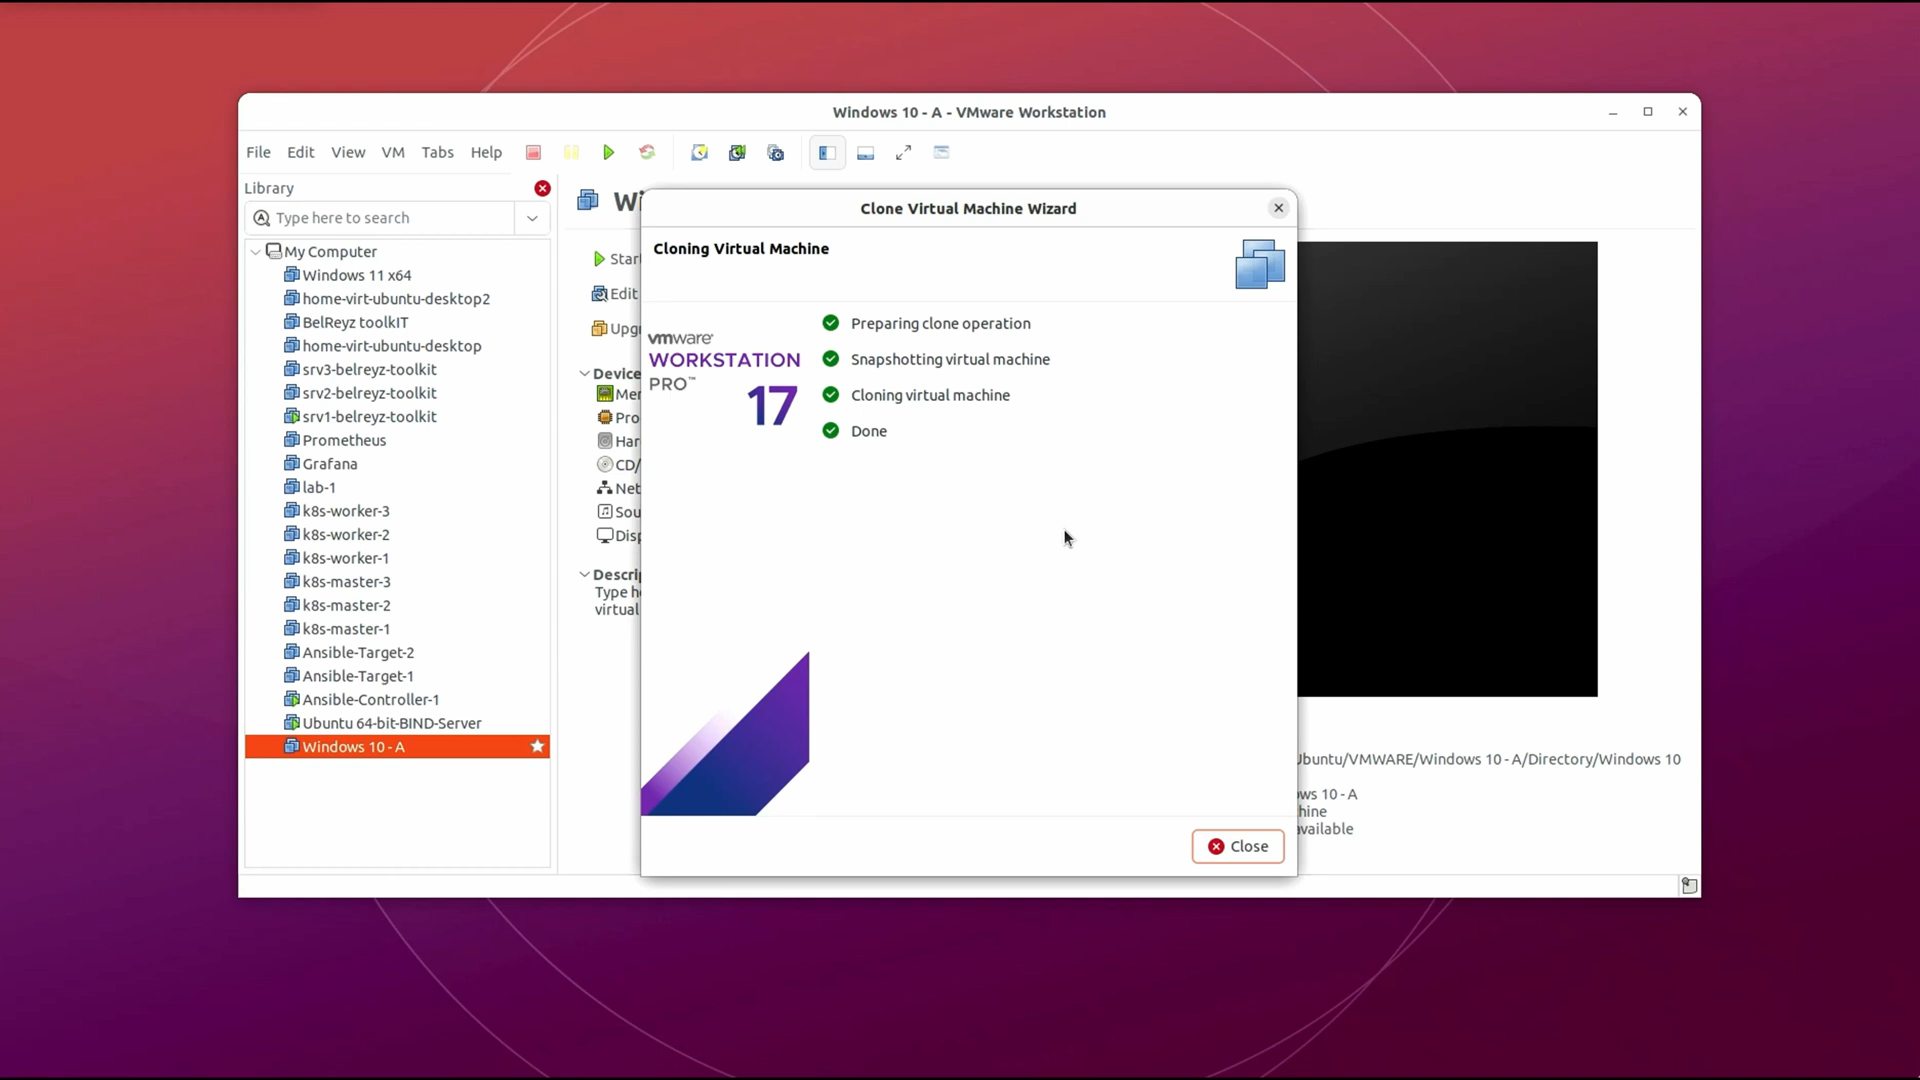 Windows 10 - A - VMware Workstation
File Edit View VM Tabs Help
Library
Type here to search
My Computer
Windows 11 x64
home-virt-ubuntu-desktop2
BelReyz toolkIT
home-virt-ubuntu-desktop
srv3-belreyz-toolkit
srv2-belreyz-toolkit
srv1-belreyz-toolkit
Prometheus
Grafana
lab-1
k8s-worker-3
k8s-worker-2
k8s-worker-1
k8s-master-3
k8s-master-2
k8s-master-1
Ansible-Target-2
Ansible-Target-1
Ansible-Controller-1
Ubuntu 64-bit-BIND-Server
Windows 10 - A
Wi
Start
Edit
Upg
Device
Mem
Pro
Har
CD/
Net
Sou
Disp
Descri
Type h
virtual
Clone Virtual Machine Wizard
Cloning Virtual Machine
vmware
WORKSTATION
PRO™
17
Preparing clone operation
Snapshotting virtual machine
Cloning virtual machine
Done
Close
Ubuntu/VMWARE/Windows 10 - A/Directory/Windows 10
ows 10 - A
hine
available